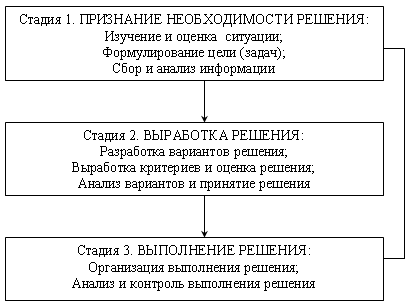 Стадия 1. ПРИЗНАНИЕ НЕОБХОДИМОСТИ РЕШЕНИЯ:
Изучение и оценка ситуации;
Формулирование цели (задач);
Сбор и анализ информации
Стадия 2. ВЫРАБОТКА РЕШЕНИЯ:
Разработка вариантов решения;
Выработка критериев и оценка решения;
Анализ вариантов и принятие решения
Стадия 3. ВЫПОЛНЕНИЕ РЕШЕНИЯ:
Организация выполнения решения;
Анализ и контроль выполнения решения